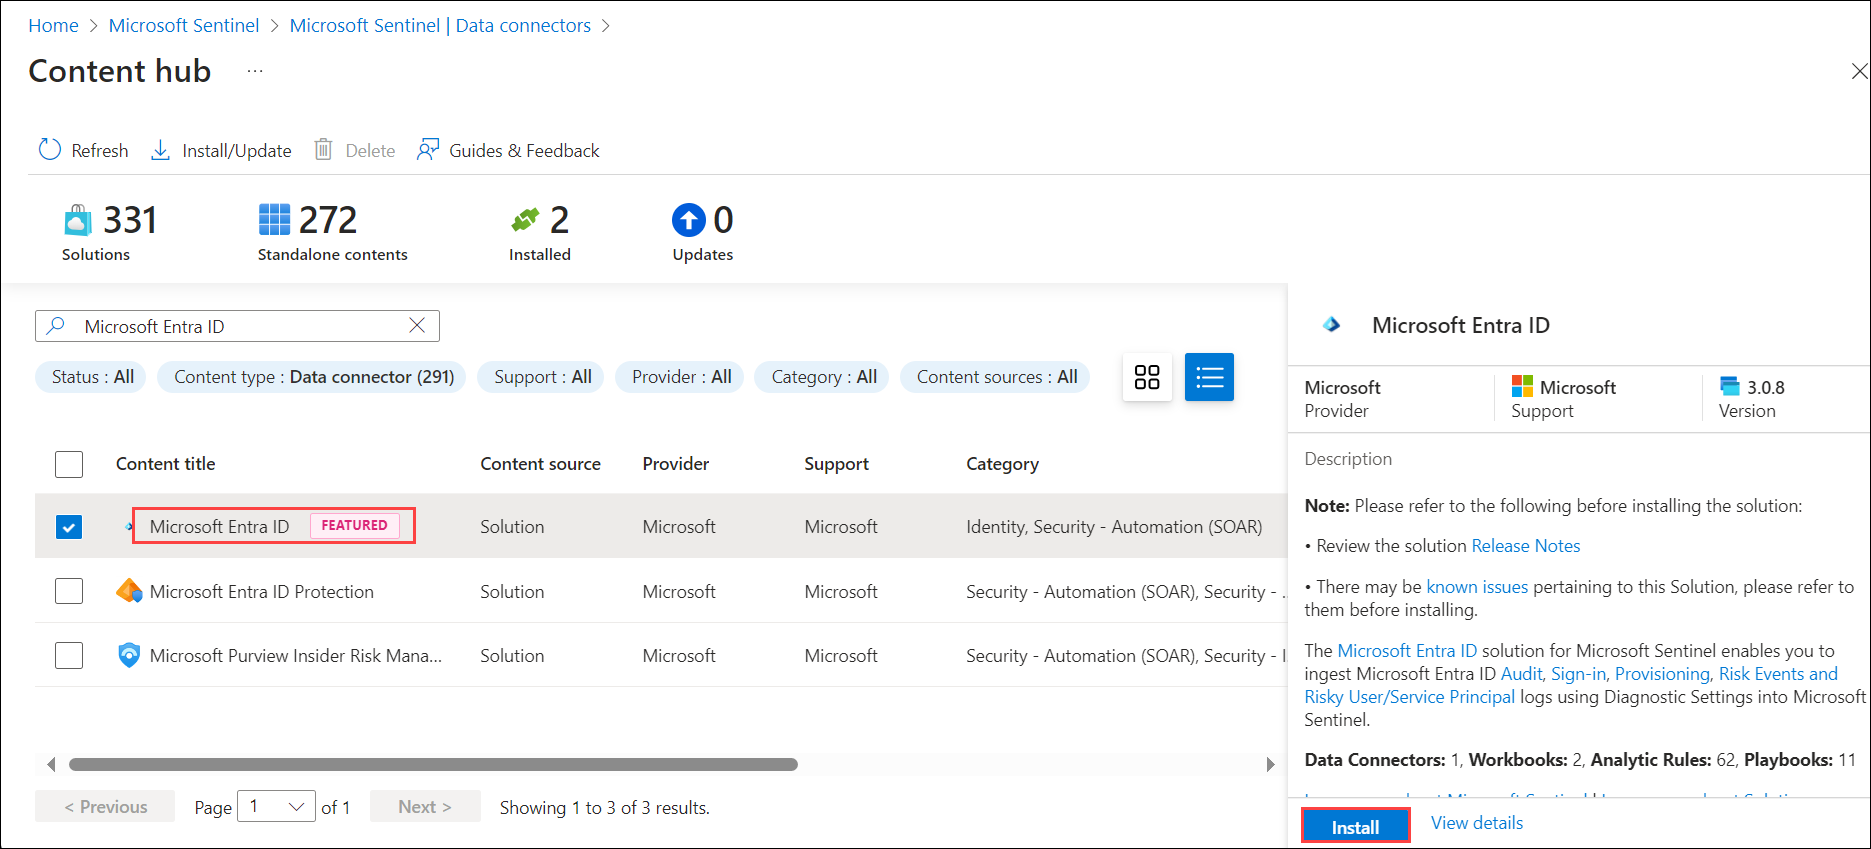 Home > Microsoft Sentinel > Microsoft Sentinel | Data connectors >
Content hub ...
Refresh Install/Update Delete Guides & Feedback
331 272 2 0
Solutions Standalone contents Installed Updates
Microsoft Entra ID
Status : All Content type : Data connector (291) Support : All Provider : All Category : All Content sources : All
Content title Content source Provider Support Category
Microsoft Entra ID FEATURED Solution Microsoft Microsoft Identity, Security - Automation (SOAR)
Microsoft Entra ID Protection Solution Microsoft Microsoft Security - Automation (SOAR), Security - ...
Microsoft Purview Insider Risk Mana... Solution Microsoft Microsoft Security - Automation (SOAR), Security - I
< Previous Page 1 of 1 Next > Showing 1 to 3 of 3 results.
Microsoft Entra ID
Microsoft Microsoft 3.0.8
Provider Support Version
Description
Note: Please refer to the following before installing the solution:
• Review the solution Release Notes
• There may be known issues pertaining to this Solution, please refer to
them before installing.
The Microsoft Entra ID solution for Microsoft Sentinel enables you to
ingest Microsoft Entra ID Audit, Sign-in, Provisioning, Risk Events and
Risky User/Service Principal logs using Diagnostic Settings into Microsoft
Sentinel.
Data Connectors: 1, Workbooks: 2, Analytic Rules: 62, Playbooks: 11
Install View details